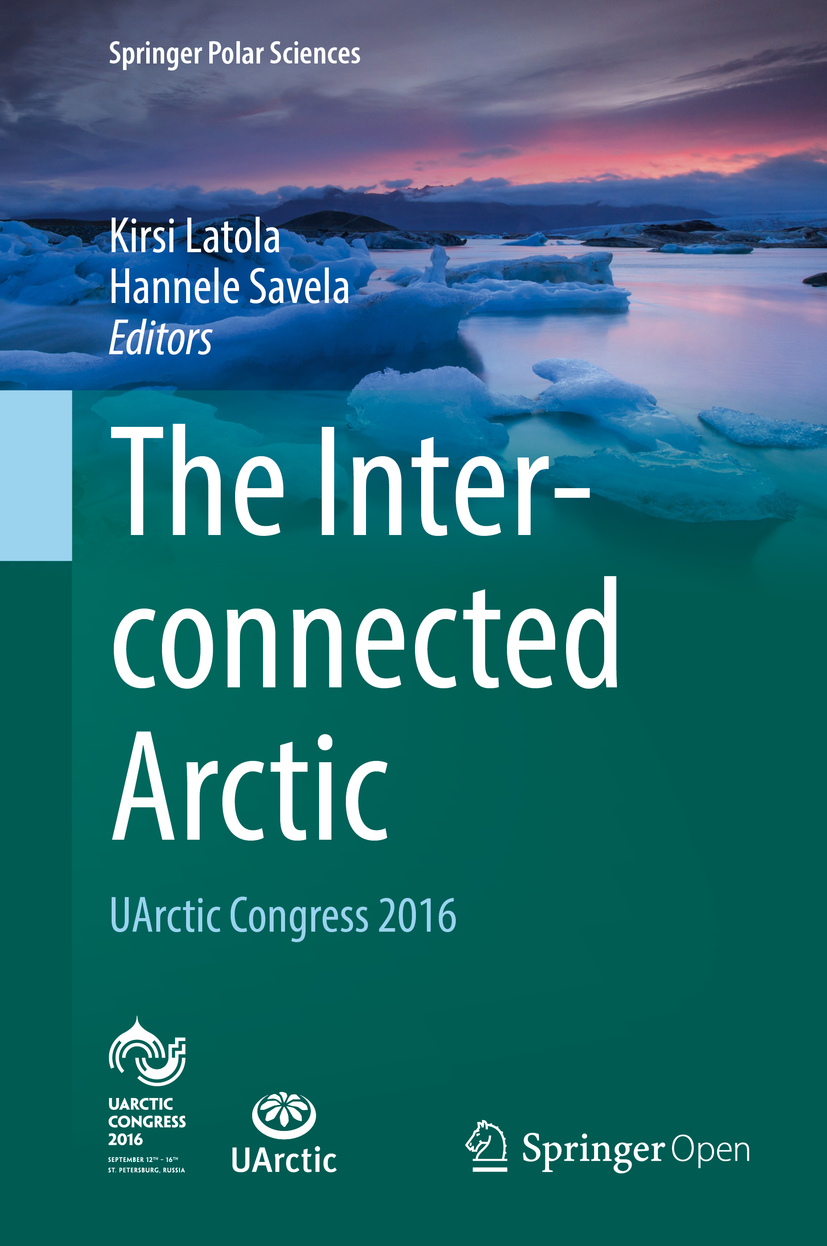 Springer Polar Sciences
Kirsi Latola
Hannele Savela
Editors
The Inter-
connected
Arctic
UArctic Congress 2016
UARCTIC
CONGRESS
2016
SEPTEMBER 12TH – 16TH
ST. PETERSBURG, RUSSIA
UArctic
Springer Open